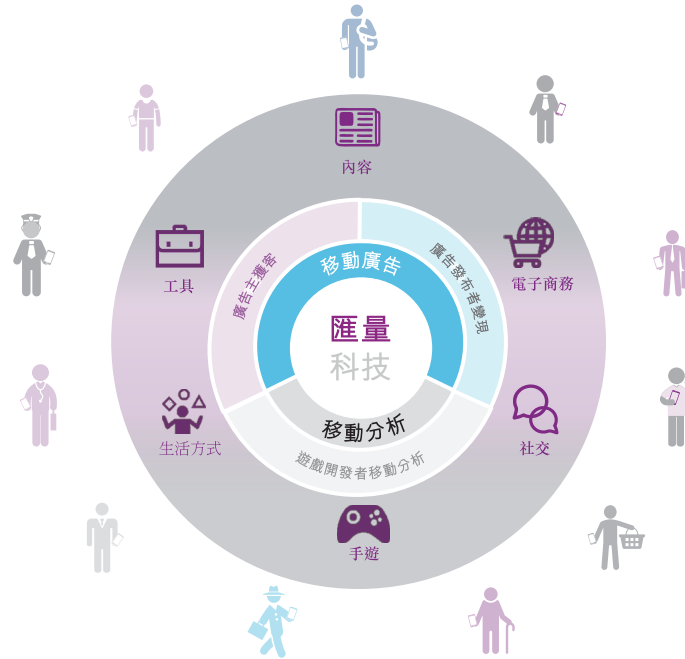 內容
工具
電子商務
移動廣告
廣告主獲客
廣告發布者變現
匯量
科技
移動分析
遊戲開發者移動分析
生活方式
社交
手遊